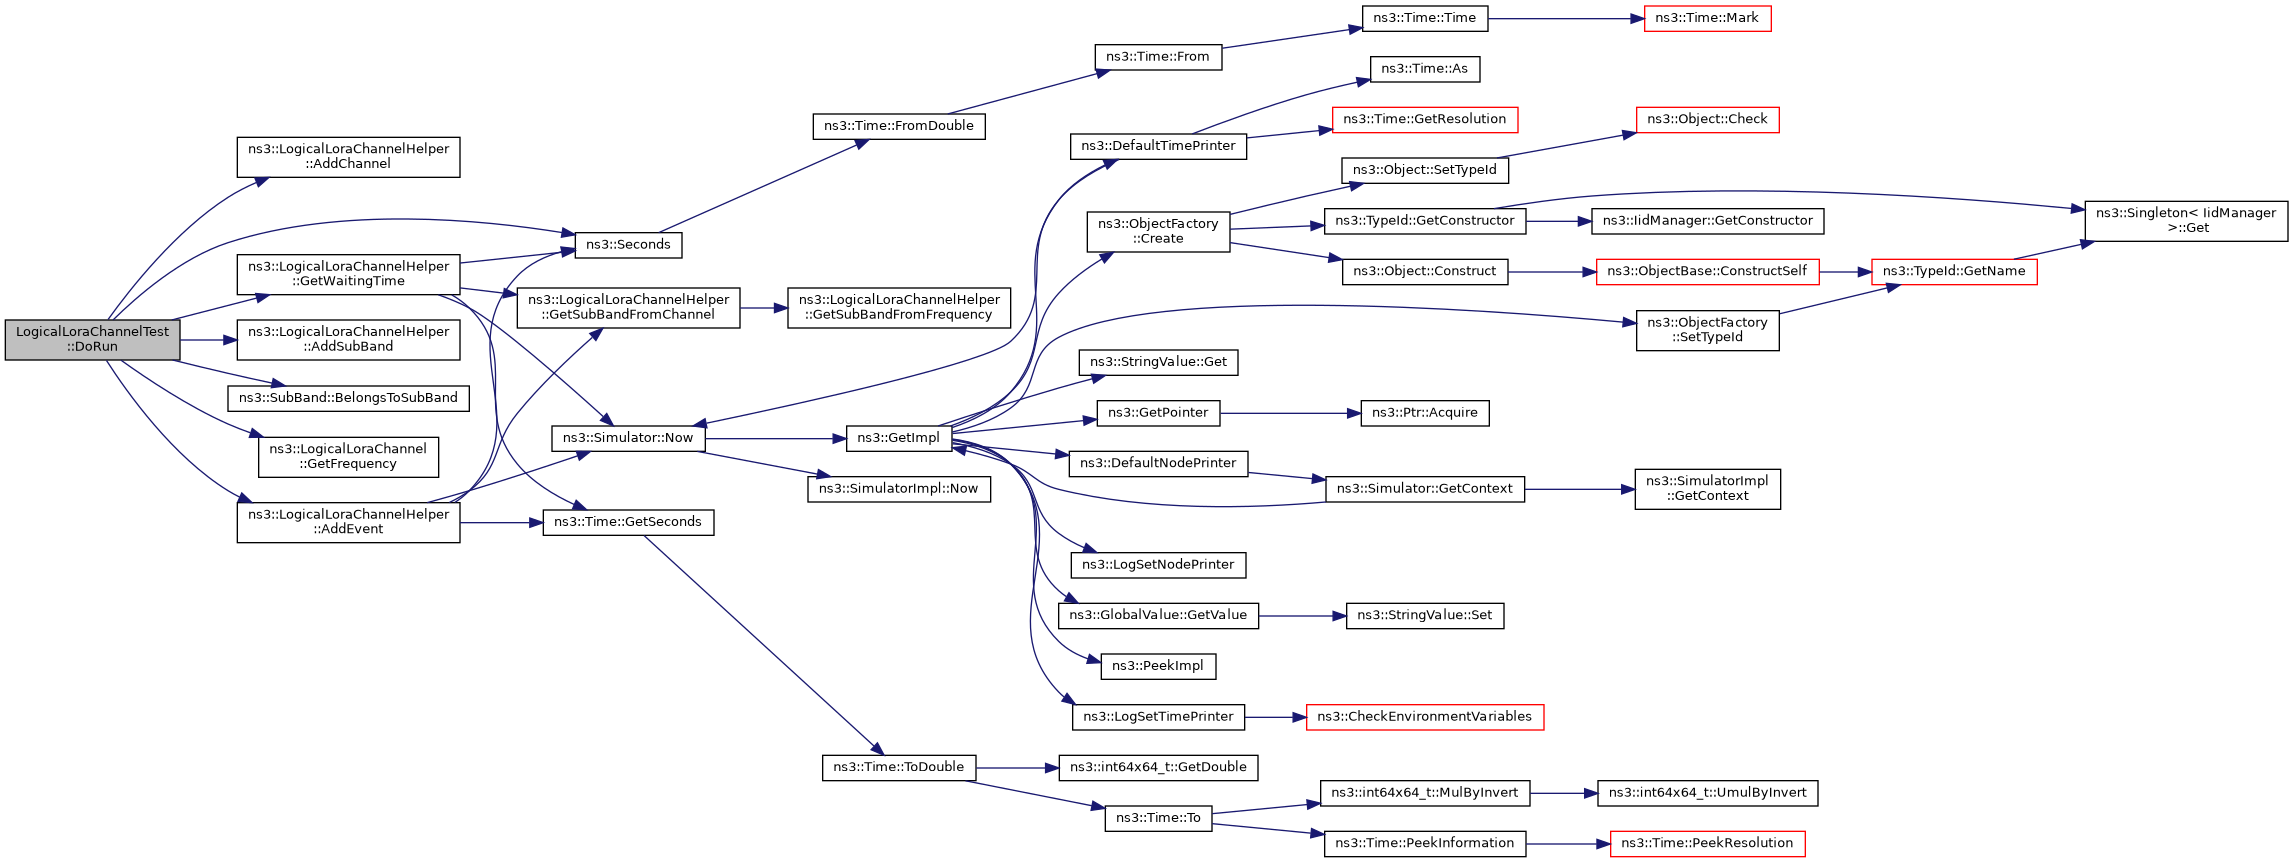 LogicalLoraChannelTest
::DoRun
ns3::LogicalLoraChannelHelper
::AddChannel
ns3::LogicalLoraChannelHelper
::GetWaitingTime
ns3::LogicalLoraChannelHelper
::AddSubBand
ns3::SubBand::BelongsToSubBand
ns3::LogicalLoraChannel
::GetFrequency
ns3::LogicalLoraChannelHelper
::AddEvent
ns3::Seconds
ns3::LogicalLoraChannelHelper
::GetSubBandFromChannel
ns3::Simulator::Now
ns3::Time::GetSeconds
ns3::Time::FromDouble
ns3::LogicalLoraChannelHelper
::GetSubBandFromFrequency
ns3::GetImpl
ns3::SimulatorImpl::Now
ns3::Time::ToDouble
ns3::Time::From
ns3::DefaultTimePrinter
ns3::ObjectFactory
::Create
ns3::StringValue::Get
ns3::GetPointer
ns3::DefaultNodePrinter
ns3::LogSetNodePrinter
ns3::GlobalValue::GetValue
ns3::PeekImpl
ns3::LogSetTimePrinter
ns3::int64x64_t::GetDouble
ns3::Time::To
ns3::Time::Time
ns3::Time::As
ns3::Time::GetResolution
ns3::Object::SetTypeId
ns3::TypeId::GetConstructor
ns3::Object::Construct
ns3::Ptr::Acquire
ns3::Simulator::GetContext
ns3::StringValue::Set
ns3::CheckEnvironmentVariables
ns3::int64x64_t::MulByInvert
ns3::Time::PeekInformation
ns3::Time::Mark
ns3::Object::Check
ns3::IidManager::GetConstructor
ns3::ObjectBase::ConstructSelf
ns3::ObjectFactory
::SetTypeId
ns3::SimulatorImpl
::GetContext
ns3::int64x64_t::UmulByInvert
ns3::Time::PeekResolution
ns3::TypeId::GetName
ns3::Singleton< IidManager
>::Get